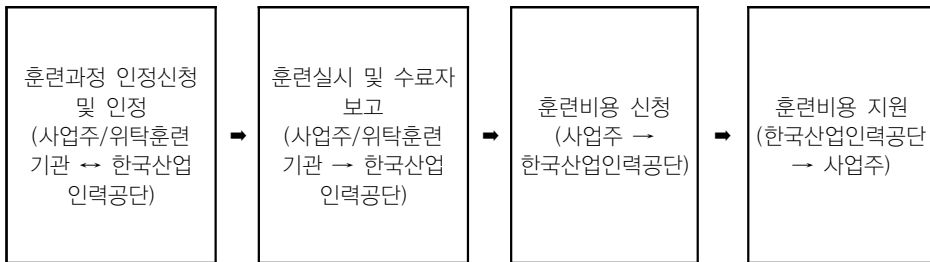 훈련과정 인정신청
및 인정
(사업주/위탁훈련
기관 ↔ 한국산업
인력공단)
➡
훈련실시 및 수료자
보고
(사업주/위탁훈련
기관 → 한국산업
인력공단)
➡
훈련비용 신청
(사업주 →
한국산업인력공단)
➡
훈련비용 지원
(한국산업인력공단
→ 사업주)